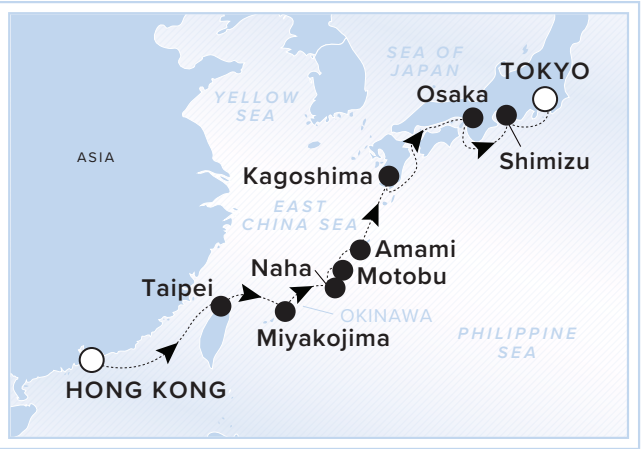 SEA OF
JAPAN
TOKYO
Osaka
YELLOW
SEA
ASIA
Shimizu
Kagoshima
EAST
CHINA SEA
Amami
Naha
Motobu
Taipei
OKINAWA
Miyakojima
PHILIPPINE
SEA
HONG KONG